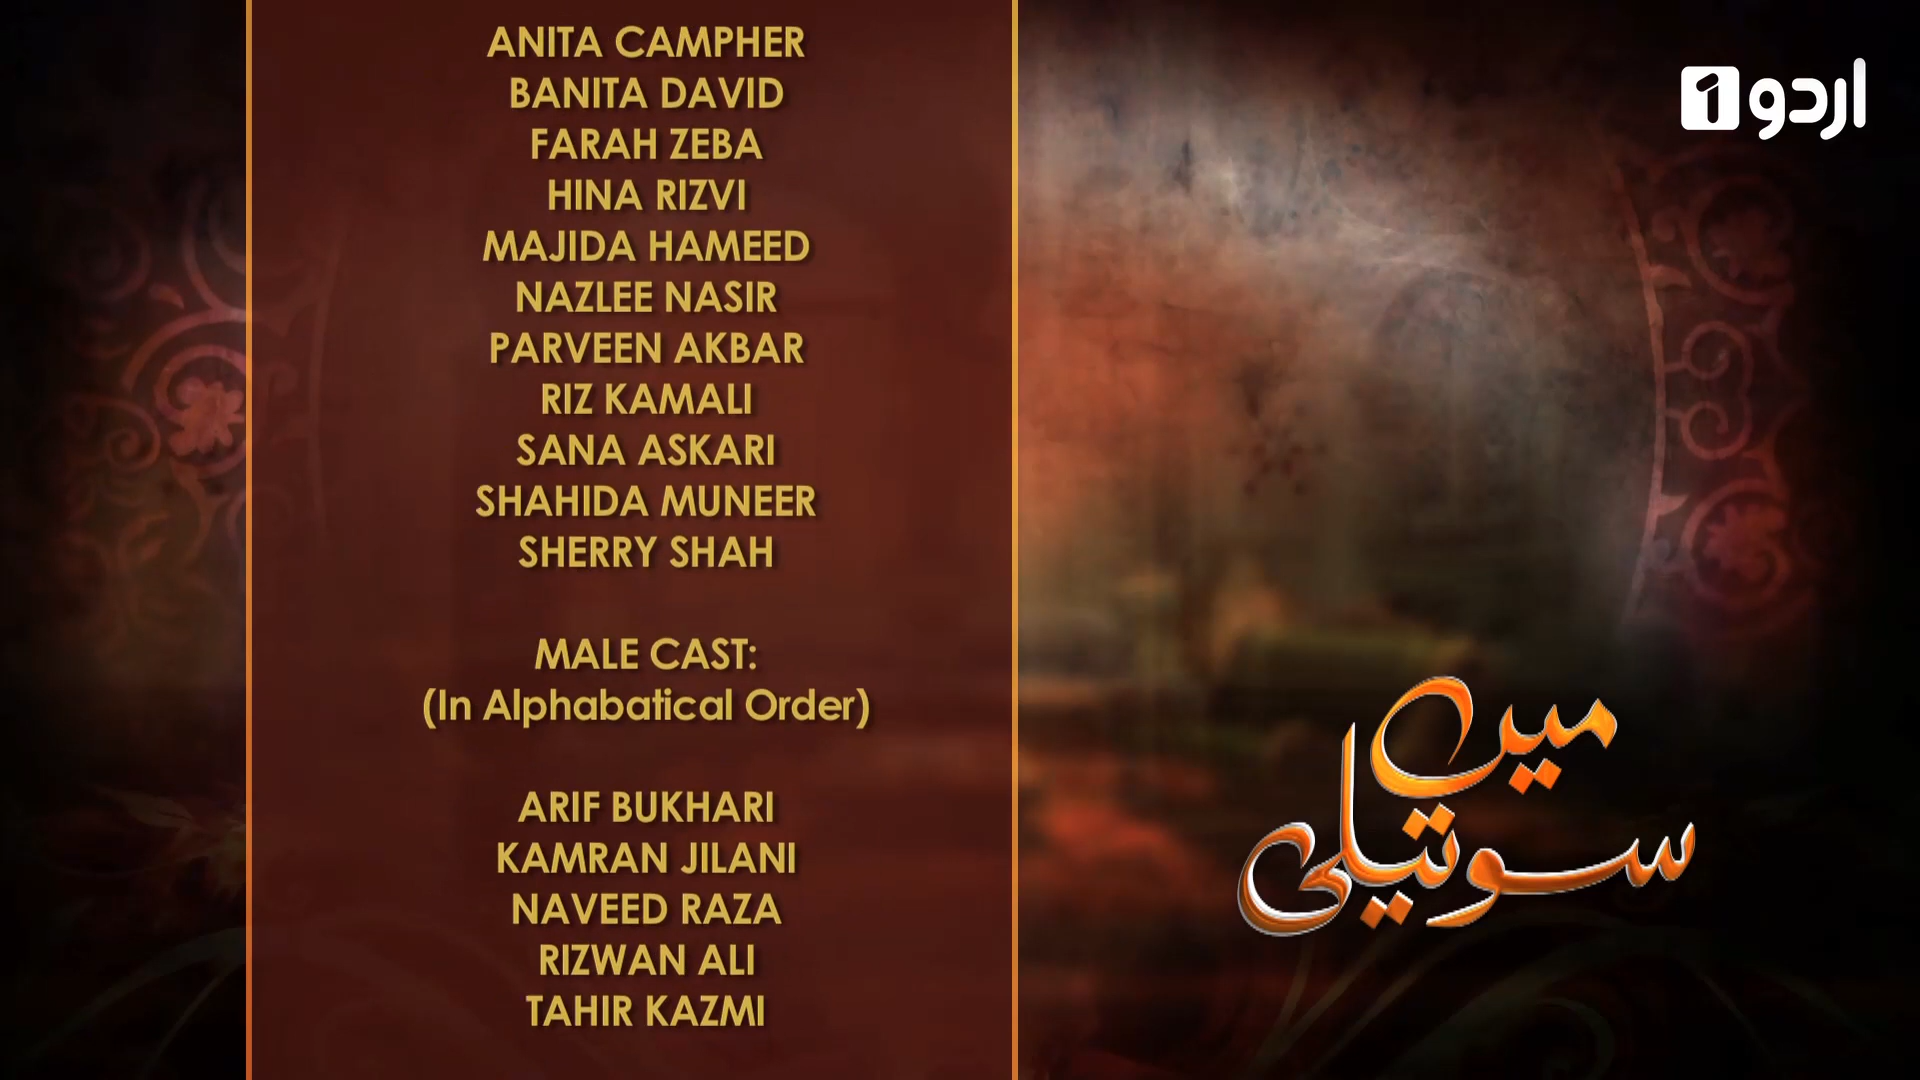 ANITA CAMPHER
BANITA DAVID
FARAH ZEBA
HINA RIZVI
MAJIDA HAMEED
NAZLEE NASIR
PARVEEN AKBAR
RIZ KAMALI
SANA ASKARI
SHAHIDA MUNEER
SHERRY SHAH
MALE CAST:
(In Alphabatical Order)
ARIF BUKHARI
KAMRAN JILANI
NAVEED RAZA
RIZWAN ALI
TAHIR KAZMI
اردو 1
میں
سوتیلی